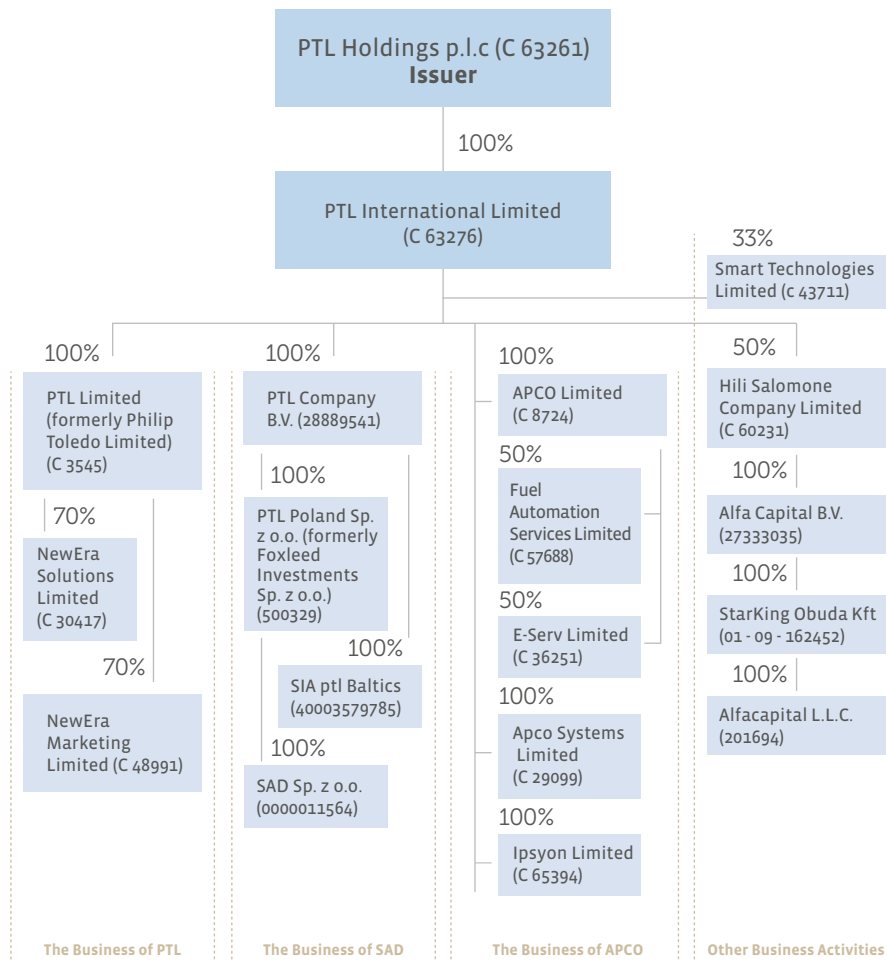 PTL Holdings p.l.c (C 63261)
Issuer
100%
PTL International Limited
(C 63276)
33%
Smart Technologies
Limited (c 43711)
100%
PTL Limited
(formerly Philip
Toledo Limited)
(C 3545)
70%
NewEra
Solutions
Limited
(C 30417)
70%
NewEra
Marketing
Limited (C 48991)
100%
PTL Company
B.V. (28889541)
100%
PTL Poland Sp.
z o.o. (formerly
Foxleed
Investments
Sp. z o.o.)
(500329)
100%
SIA ptl Baltics
(40003579785)
100%
SAD Sp. z o.o.
(0000011564)
100%
APCO Limited
(C 8724)
50%
Fuel
Automation
Services Limited
(C 57688)
50%
E-Serv Limited
(C 36251)
100%
Apco Systems
Limited
(C 29099)
100%
Ipsyon Limited
(C 65394)
50%
Hili Salomone
Company Limited
(C 60231)
100%
Alfa Capital B.V.
(27333035)
100%
StarKing Obuda Kft
(01 - 09 - 162452)
100%
Alfacapital L.L.C.
(201694)
The Business of PTL
The Business of SAD
The Business of APCO
Other Business Activities